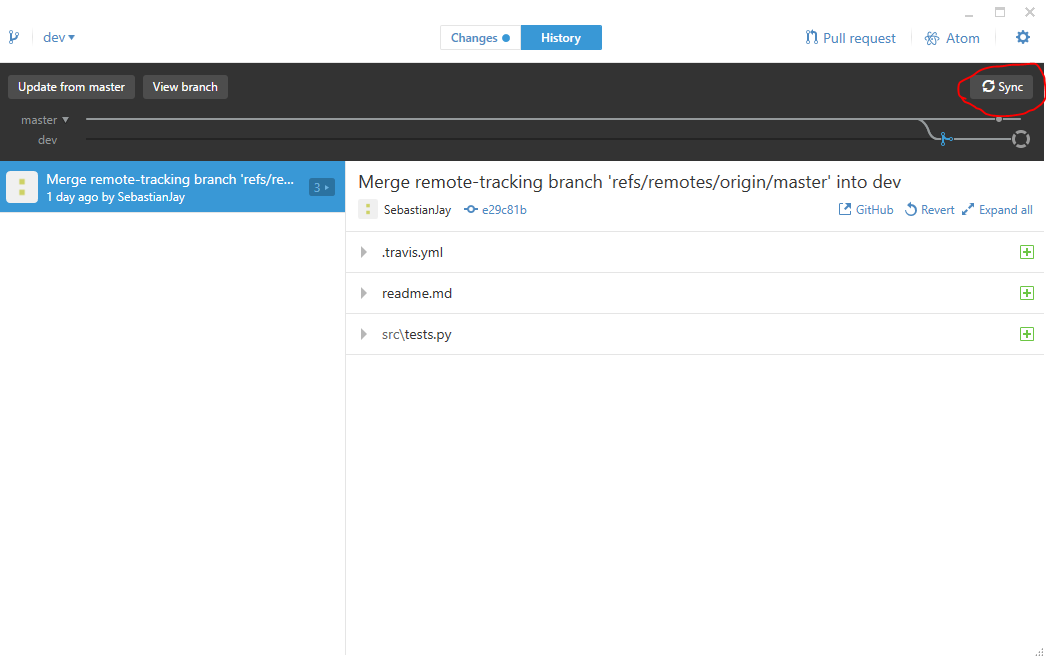 dev
Changes
History
Pull request
Atom
Update from master
View branch
Sync
master
dev
Merge remote-tracking branch 'refs/re...
1 day ago by SebastianJay
3
Merge remote-tracking branch 'refs/remotes/origin/master' into dev
SebastianJay
e29c81b
GitHub
Revert
Expand all
.travis.yml
readme.md
src\tests.py